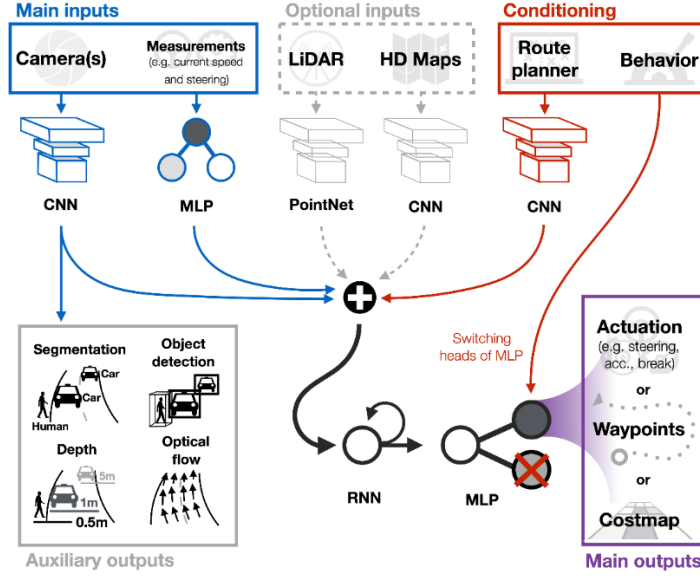 Main inputs
Optional inputs
Conditioning
Camera(s)
Measurements
(e.g. current speed
and steering)
LiDAR
HD Maps
Route
planner
Behavior
CNN
MLP
PointNet
CNN
CNN
Switching
heads of MLP
Segmentation
Car
Car
Human
Object
detection
Depth
5m
1m
0.5m
Optical
flow
Auxiliary outputs
RNN
MLP
Actuation
(e.g. steering,
acc., break)
or
Waypoints
or
Costmap
Main outputs